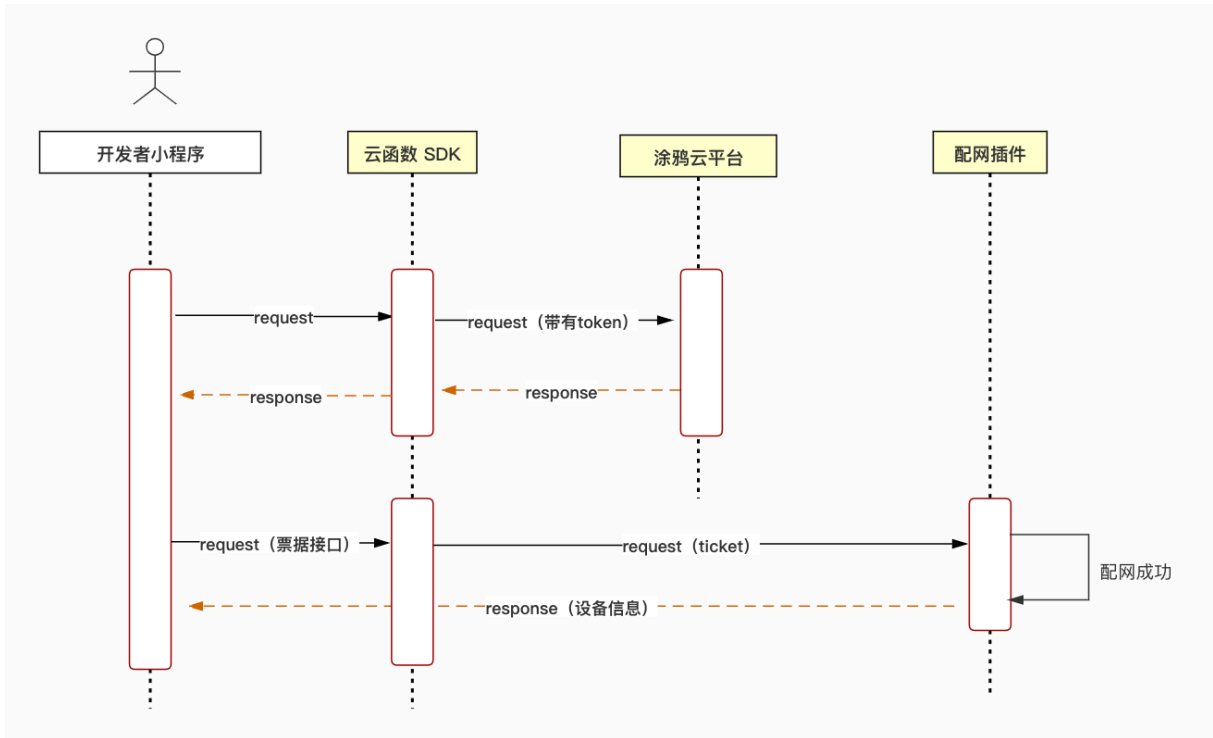 开发者小程序
云函数 SDK
涂鸦云平台
配网插件
request
request（带有token）
response
response
request（票据接口）
request（ticket）
配网成功
response（设备信息）